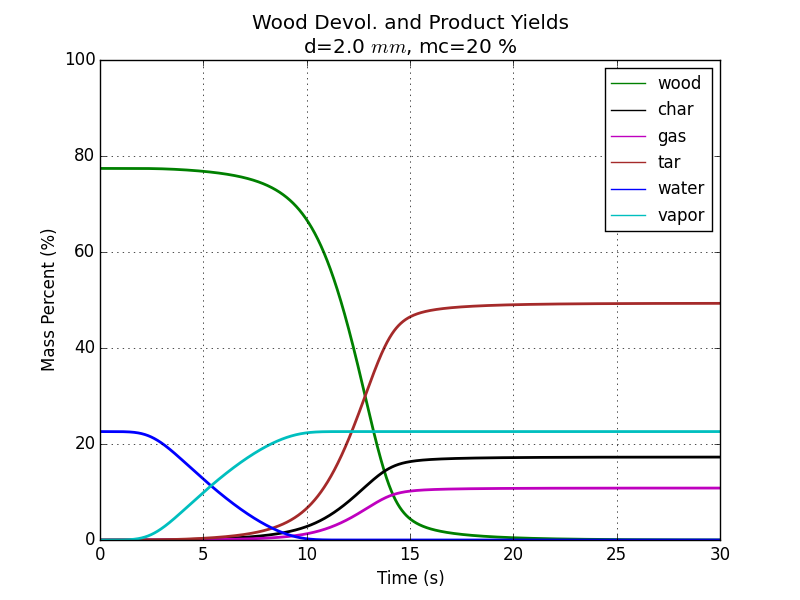 Wood Devol. and Product Yields
d=2.0 mm, mc=20 %
100
80
60
40
20
0
Mass Percent (%)
wood
char
gas
tar
water
vapor
0 5 10 15 20 25 30
Time (s)